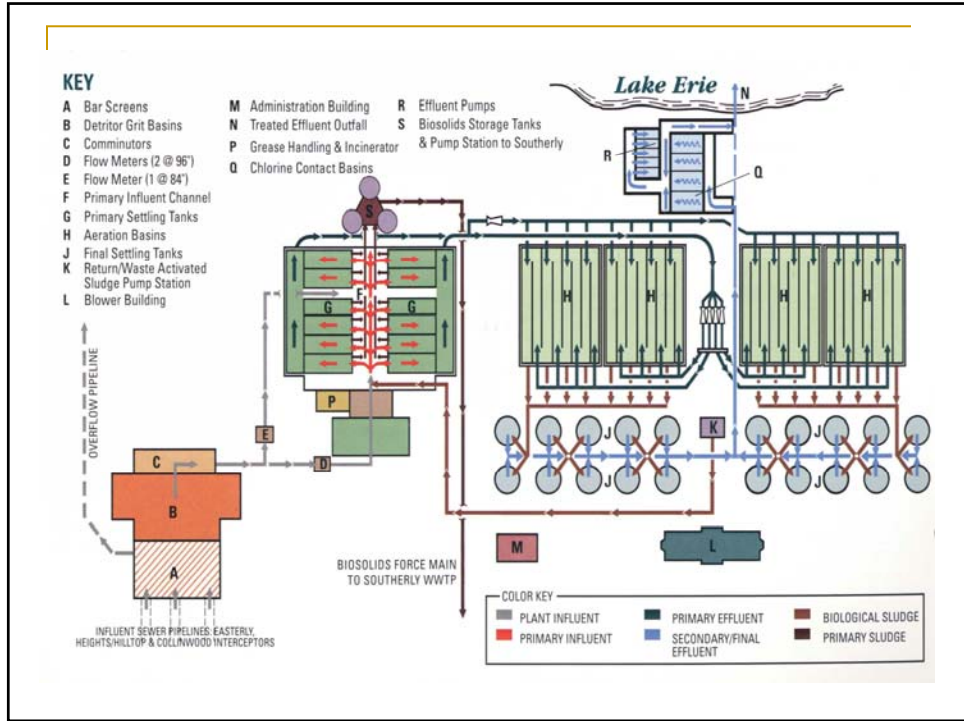 KEY
A Bar Screens
B Detritor Grit Basins
C Comminutors
D Flow Meters (2 @ 96")
E Flow Meter (1 @ 84")
F Primary Influent Channel
G Primary Settling Tanks
H Aeration Basins
J Final Settling Tanks
K Return/Waste Activated
Sludge Pump Station
L Blower Building
M Administration Building
N Treated Effluent Outfall
P Grease Handling & Incinerator
Q Chlorine Contact Basins
R Effluent Pumps
S Biosolids Storage Tanks
& Pump Station to Southerly
Lake Erie
N
R
Q
S
F
G
G
H
H
H
H
P
E
D
C
B
A
K
J
J
J
J
M
L
OVERFLOW PIPELINE
INFLUENT SEWER PIPELINES: EASTERLY,
HEIGHTS/HILLTOP & COLLINWOOD INTERCEPTORS
BIOSOLIDS FORCE MAIN
TO SOUTHERLY WWTP
COLOR KEY
PLANT INFLUENT
PRIMARY INFLUENT
PRIMARY EFFLUENT
SECONDARY/FINAL
EFFLUENT
BIOLOGICAL SLUDGE
PRIMARY SLUDGE